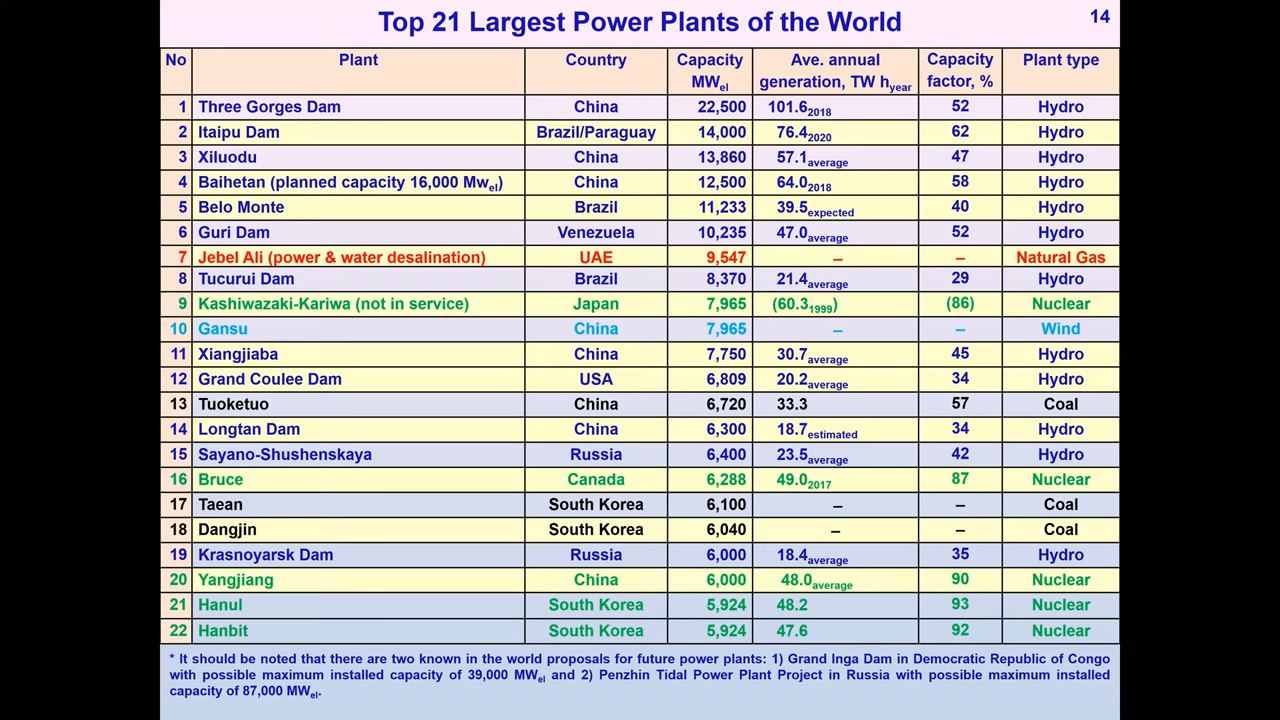 Top 21 Largest Power Plants of the World
14
No Plant Country Capacity MWel Ave. annual generation, TW hyear Capacity factor, % Plant type
1 Three Gorges Dam China 22,500 101.62018 52 Hydro
2 Itaipu Dam Brazil/Paraguay 14,000 76.42020 62 Hydro
3 Xiluodu China 13,860 57.1average 47 Hydro
4 Baihetan (planned capacity 16,000 Mwel) China 12,500 64.02018 58 Hydro
5 Belo Monte Brazil 11,233 39.5expected 40 Hydro
6 Guri Dam Venezuela 10,235 47.0average 52 Hydro
7 Jebel Ali (power & water desalination) UAE 9,547 – – Natural Gas
8 Tucurui Dam Brazil 8,370 21.4average 29 Hydro
9 Kashiwazaki-Kariwa (not in service) Japan 7,965 (60.31999) (86) Nuclear
10 Gansu China 7,965 – – Wind
11 Xiangjiaba China 7,750 30.7average 45 Hydro
12 Grand Coulee Dam USA 6,809 20.2average 34 Hydro
13 Tuoketuo China 6,720 33.3 57 Coal
14 Longtan Dam China 6,300 18.7estimated 34 Hydro
15 Sayano-Shushenskaya Russia 6,400 23.5average 42 Hydro
16 Bruce Canada 6,288 49.02017 87 Nuclear
17 Taean South Korea 6,100 – – Coal
18 Dangjin South Korea 6,040 – – Coal
19 Krasnoyarsk Dam Russia 6,000 18.4average 35 Hydro
20 Yangjiang China 6,000 48.0average 90 Nuclear
21 Hanul South Korea 5,924 48.2 93 Nuclear
22 Hanbit South Korea 5,924 47.6 92 Nuclear
* It should be noted that there are two known in the world proposals for future power plants: 1) Grand Inga Dam in Democratic Republic of Congo
with possible maximum installed capacity of 39,000 MWel and 2) Penzhin Tidal Power Plant Project in Russia with possible maximum installed
capacity of 87,000 MWel.